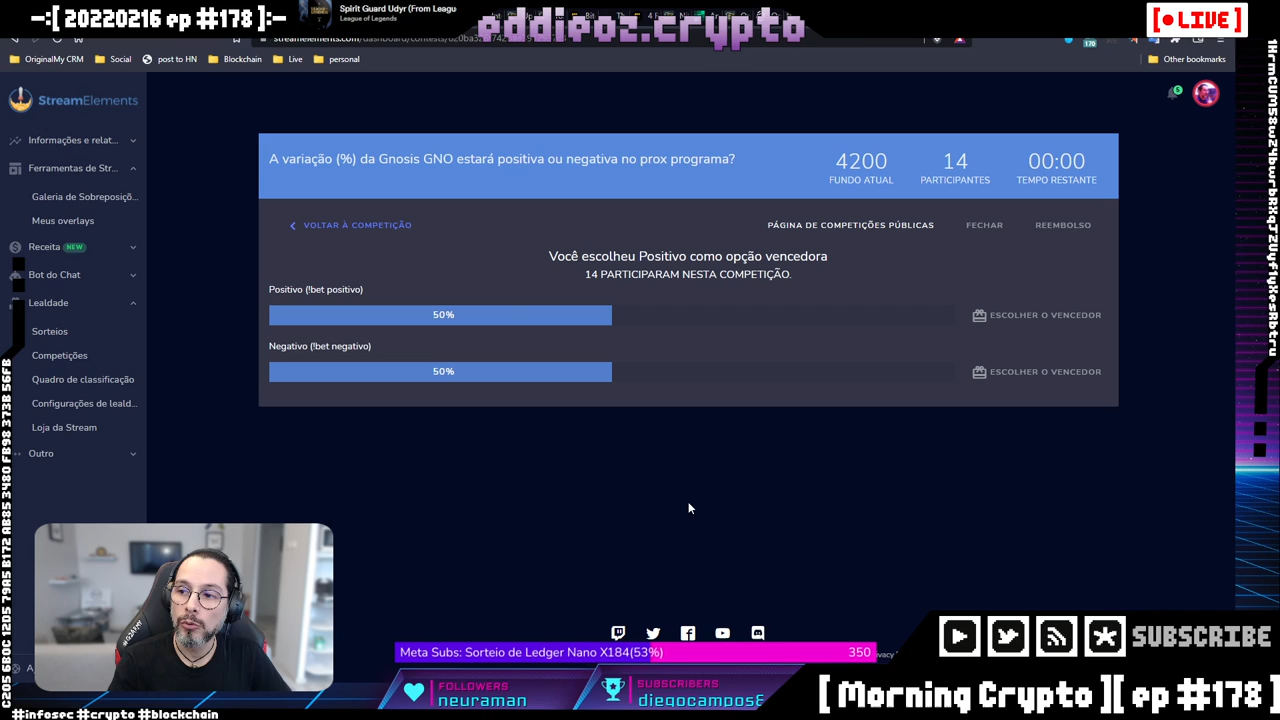 —:[ 20220216 ep #178 ]:—
Spirit Guard Udyr (From Leagu
League of Legends
oddipoz.crypto
[ • LIVE ]
170
OriginalMy CRM
Social
post to HN
Blockchain
Live
personal
Other bookmarks
StreamElements
5
Informações e relat...
Ferramentas de Str...
Galeria de Sobreposiçõ...
Meus overlays
Receita NEW
Bot do Chat
Lealdade
Sorteios
Competições
Quadro de classificação
Configurações de leald...
Loja da Stream
Outro
A variação (%) da Gnosis GNO estará positiva ou negativa no prox programa?
4200
FUNDO ATUAL
14
PARTICIPANTES
00:00
TEMPO RESTANTE
VOLTAR À COMPETIÇÃO
PÁGINA DE COMPETIÇÕES PÚBLICAS
FECHAR
REEMBOLSO
Você escolheu Positivo como opção vencedora
14 PARTICIPARAM NESTA COMPETIÇÃO.
Positivo (!bet positivo)
50%
ESCOLHER O VENCEDOR
Negativo (!bet negativo)
50%
ESCOLHER O VENCEDOR
Meta Subs: Sorteio de Ledger Nano X184(53%)
350
FOLLOWERS
neuraman
SUBSCRIBERS
diegocampos8
SUBSCRIBE
[ Morning Crypto ][ ep #178 ]
#infosec #crypto #blockchain